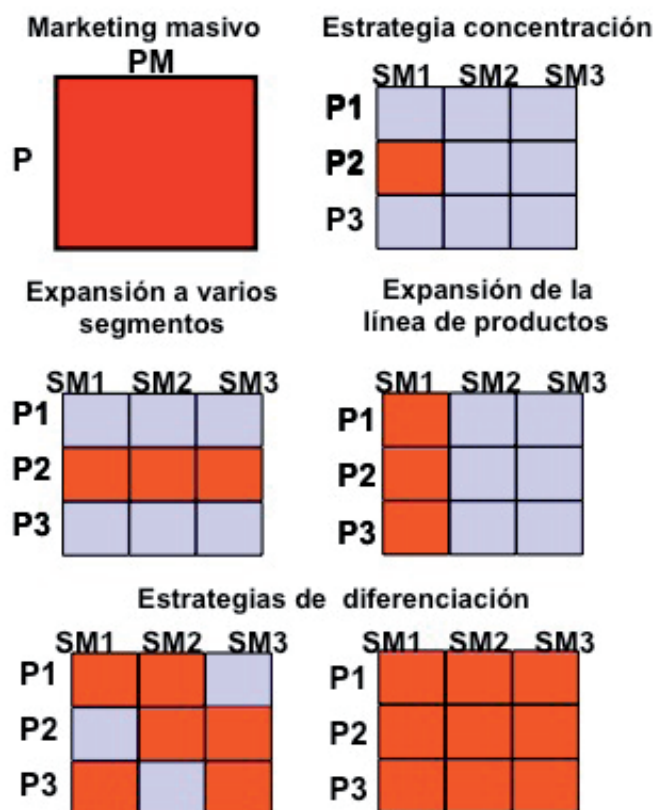 Marketing masivo
PM
P
Estrategia concentración
SM1 SM2 SM3
P1
P2
P3
Expansión a varios
segmentos
SM1 SM2 SM3
P1
P2
P3
Expansión de la
línea de productos
SM1 SM2 SM3
P1
P2
P3
Estrategias de diferenciación
SM1 SM2 SM3
P1
P2
P3
SM1 SM2 SM3
P1
P2
P3